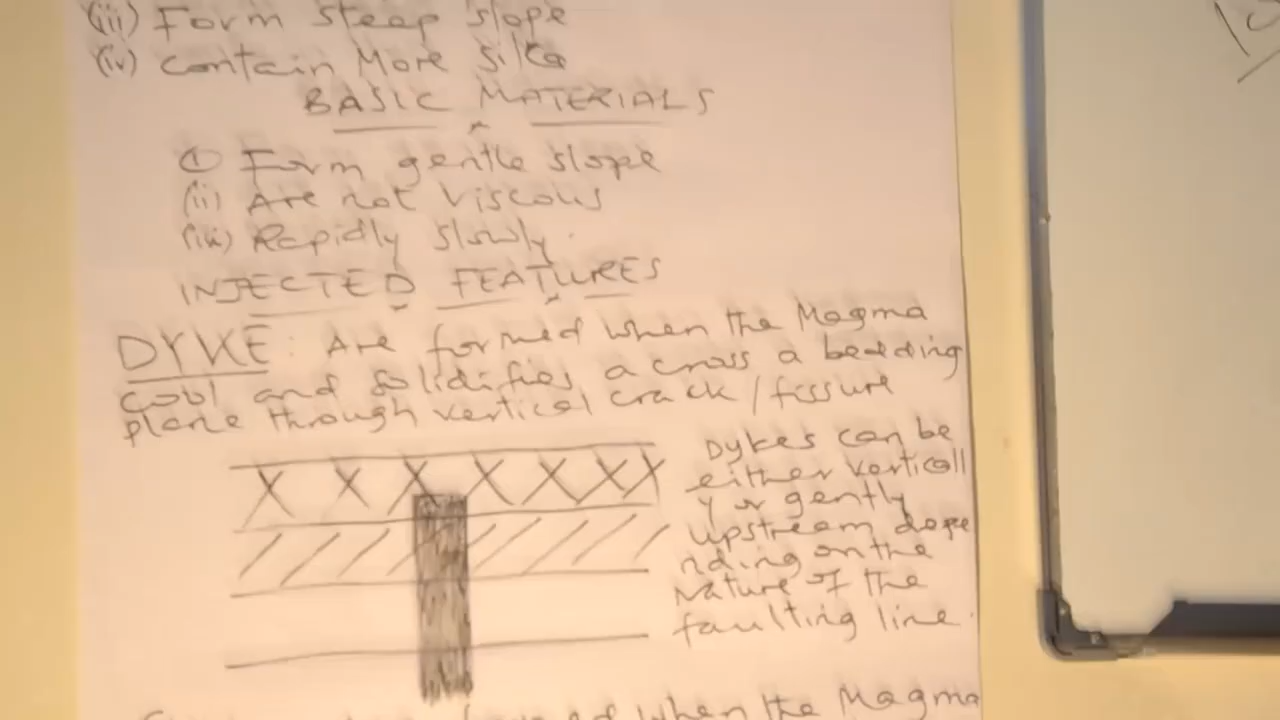 (iii) Form steep slope
(iv) Contain More Silica
BASIC MATERIALS
(i) Form gentle slope
(ii) Are not Viscous
(iii) Rapidly slowly.
INJECTED FEATURES
DYKE: Are formed when the Magma
cool and solidifies across a bedding
plane through vertical crack/fissure
Dykes can be
either verticall
y or gently
upstream depe
nding on the
nature of the
faulting line.
when the Magma